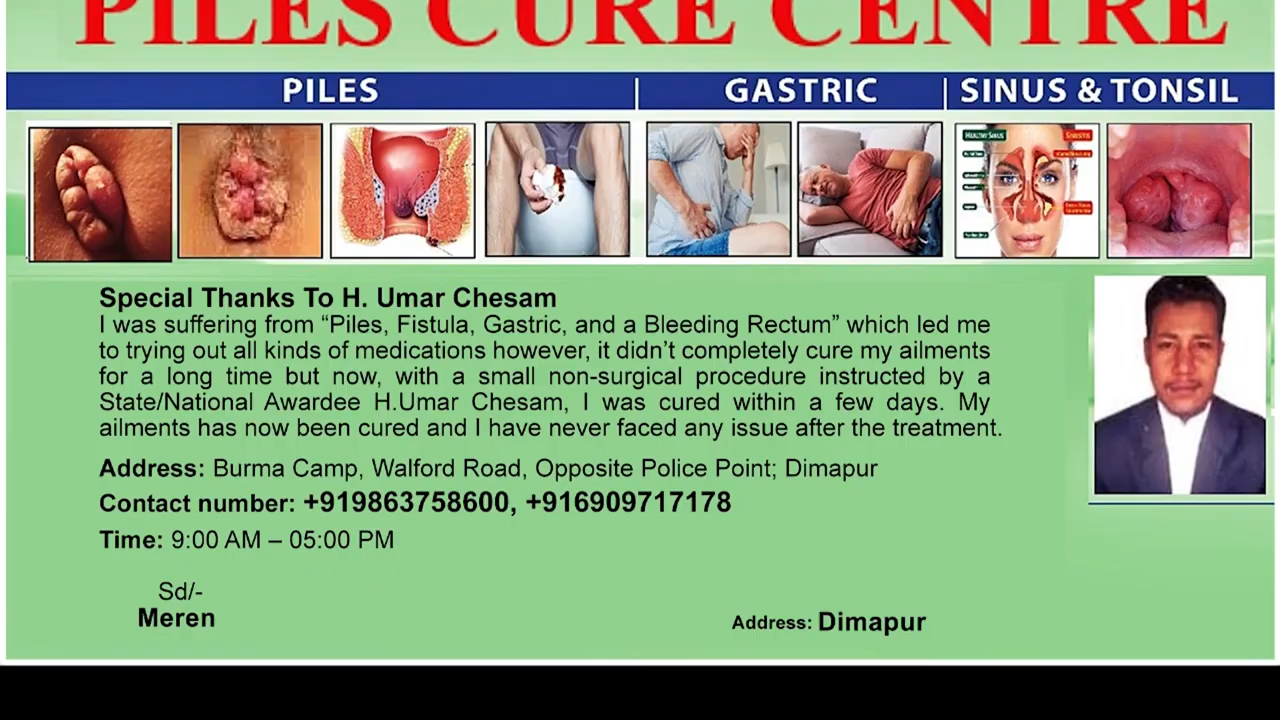 PILES CURE CENTRE
PILES | GASTRIC | SINUS & TONSIL
HEALTHY SINUS
SINUSITIS
Special Thanks To H. Umar Chesam
I was suffering from “Piles, Fistula, Gastric, and a Bleeding Rectum” which led me
to trying out all kinds of medications however, it didn’t completely cure my ailments
for a long time but now, with a small non-surgical procedure instructed by a
State/National Awardee H.Umar Chesam, I was cured within a few days. My
ailments has now been cured and I have never faced any issue after the treatment.
Address: Burma Camp, Walford Road, Opposite Police Point; Dimapur
Contact number: +919863758600, +916909717178
Time: 9:00 AM – 05:00 PM
Sd/-
Meren
Address: Dimapur